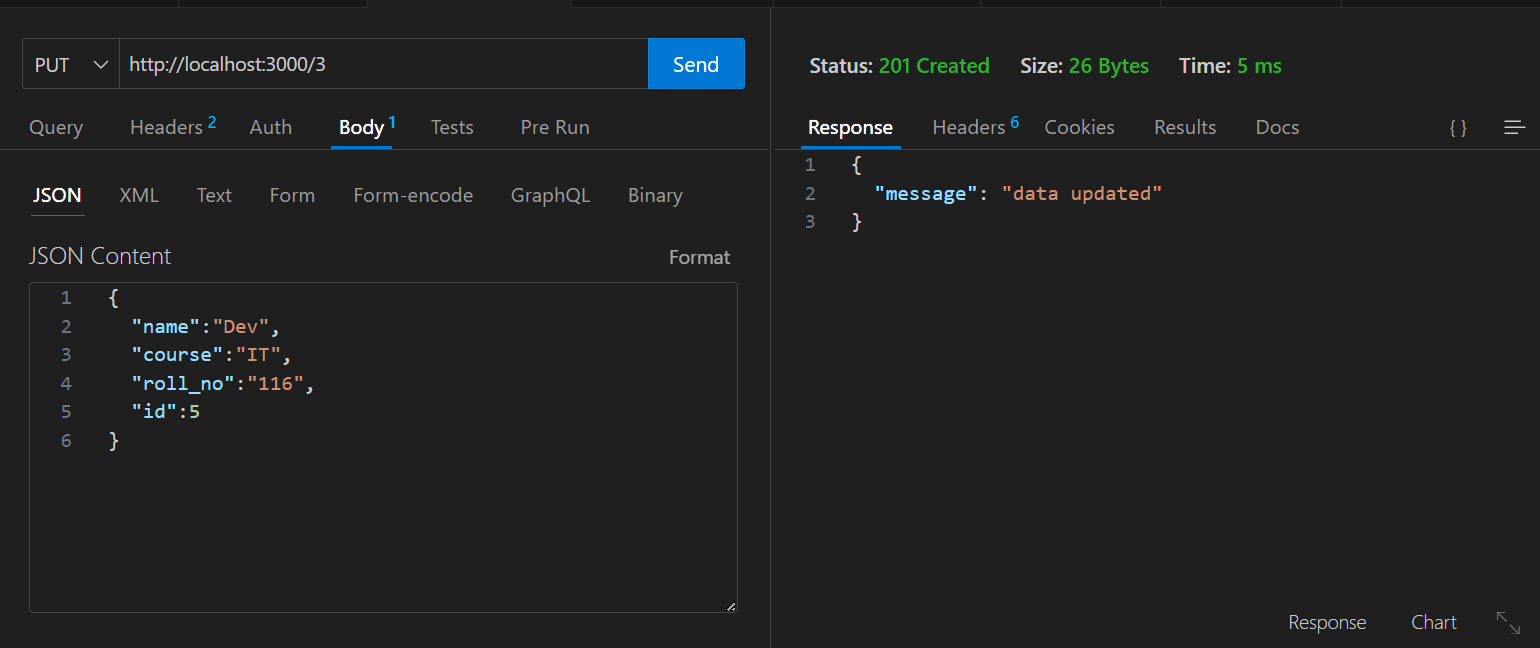 PUT http://localhost:3000/3 Send
Query Headers 2 Auth Body 1 Tests Pre Run
JSON XML Text Form Form-encode GraphQL Binary
JSON Content Format
1 {
2 "name":"Dev",
3 "course":"IT",
4 "roll_no":"116",
5 "id":5
6 }
Status: 201 Created Size: 26 Bytes Time: 5 ms
Response Headers 6 Cookies Results Docs { }
1 {
2 "message": "data updated"
3 }
Response Chart